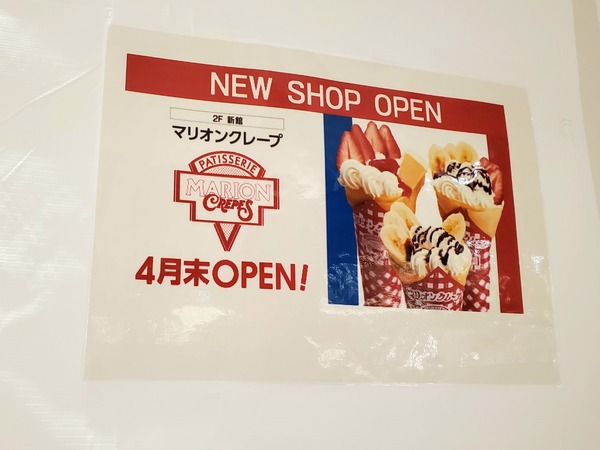 NEW SHOP OPEN
2F 新館
マリオンクレープ
PATISSERIE
MARION
CREPES
4月末OPEN!
マリオンクレープ